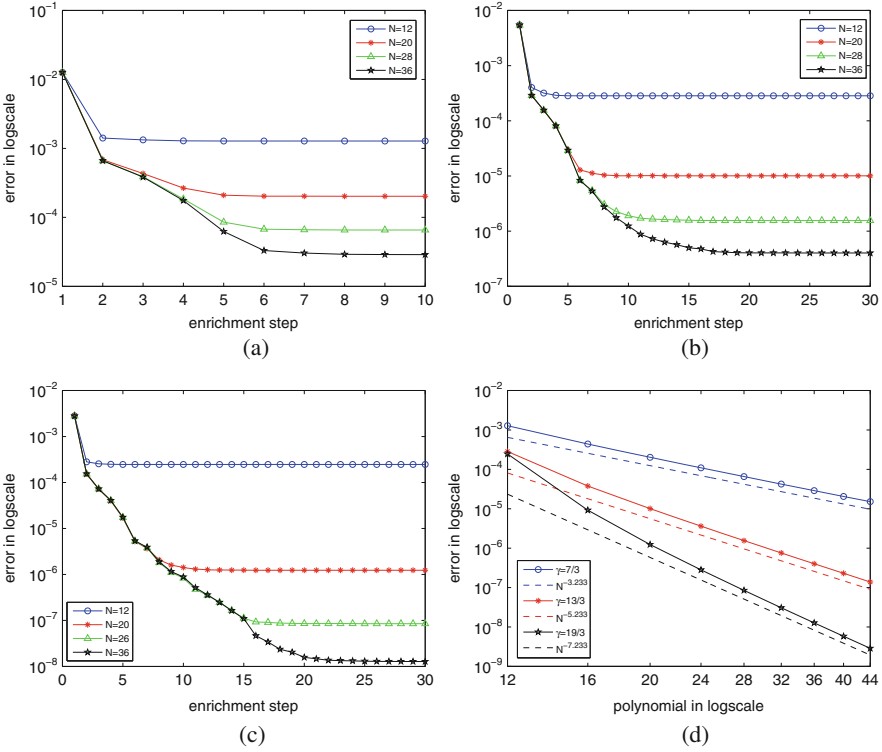 10^-1
10^-2
10^-3
10^-4
10^-5
error in logscale
N=12
N=20
N=28
N=36
1 2 3 4 5 6 7 8 9 10
enrichment step
(a)
10^-2
10^-3
10^-4
10^-5
10^-6
10^-7
error in logscale
N=12
N=20
N=28
N=36
0 5 10 15 20 25 30
enrichment step
(b)
10^-2
10^-3
10^-4
10^-5
10^-6
10^-7
10^-8
error in logscale
N=12
N=20
N=26
N=36
0 5 10 15 20 25 30
enrichment step
(c)
10^-2
10^-3
10^-4
10^-5
10^-6
10^-7
10^-8
10^-9
error in logscale
γ=7/3
N^-3.233
γ=13/3
N^-5.233
γ=19/3
N^-7.233
12 16 20 24 28 32 36 40 44
polynomial in logscale
(d)